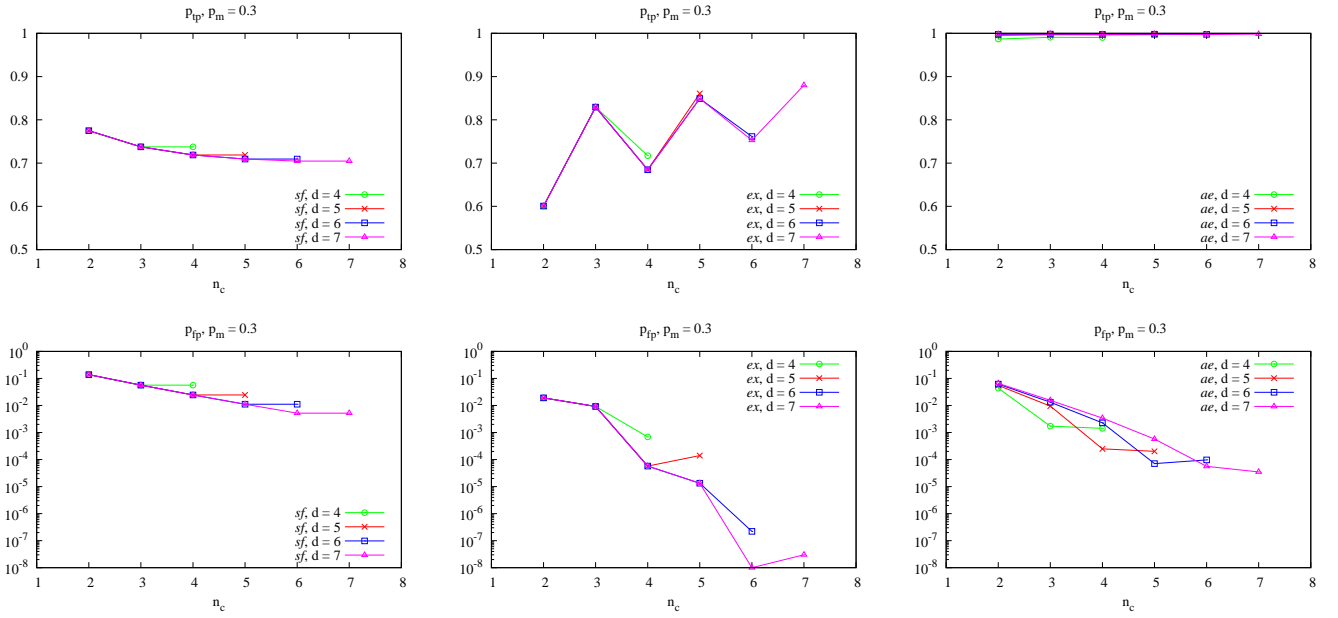 p_tp, p_m = 0.3
1
0.9
0.8
0.7
0.6
0.5
sf, d = 4
sf, d = 5
sf, d = 6
sf, d = 7
1 2 3 4 5 6 7 8
n_c
p_tp, p_m = 0.3
1
0.9
0.8
0.7
0.6
0.5
ex, d = 4
ex, d = 5
ex, d = 6
ex, d = 7
1 2 3 4 5 6 7 8
n_c
p_tp, p_m = 0.3
1
0.9
0.8
0.7
0.6
0.5
ae, d = 4
ae, d = 5
ae, d = 6
ae, d = 7
1 2 3 4 5 6 7 8
n_c
p_fp, p_m = 0.3
10^0
10^-1
10^-2
10^-3
10^-4
10^-5
10^-6
10^-7
10^-8
sf, d = 4
sf, d = 5
sf, d = 6
sf, d = 7
1 2 3 4 5 6 7 8
n_c
p_fp, p_m = 0.3
10^0
10^-1
10^-2
10^-3
10^-4
10^-5
10^-6
10^-7
10^-8
ex, d = 4
ex, d = 5
ex, d = 6
ex, d = 7
1 2 3 4 5 6 7 8
n_c
p_fp, p_m = 0.3
10^0
10^-1
10^-2
10^-3
10^-4
10^-5
10^-6
10^-7
10^-8
ae, d = 4
ae, d = 5
ae, d = 6
ae, d = 7
1 2 3 4 5 6 7 8
n_c